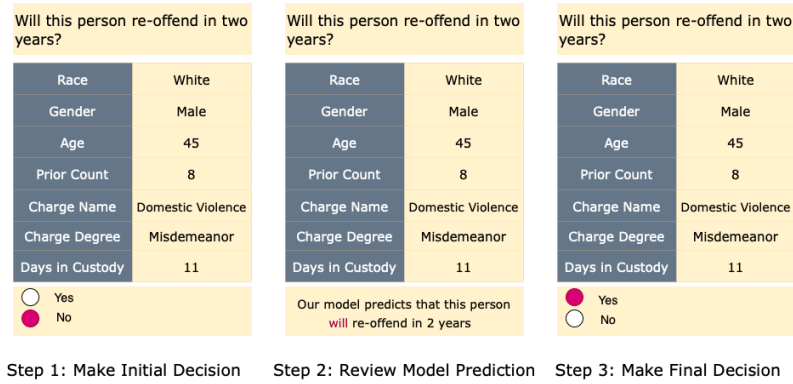 Will this person re-offend in two
years?
Race White
Gender Male
Age 45
Prior Count 8
Charge Name Domestic Violence
Charge Degree Misdemeanor
Days in Custody 11
Yes
No
Step 1: Make Initial Decision
Will this person re-offend in two
years?
Race White
Gender Male
Age 45
Prior Count 8
Charge Name Domestic Violence
Charge Degree Misdemeanor
Days in Custody 11
Our model predicts that this person
will re-offend in 2 years
Step 2: Review Model Prediction
Will this person re-offend in two
years?
Race White
Gender Male
Age 45
Prior Count 8
Charge Name Domestic Violence
Charge Degree Misdemeanor
Days in Custody 11
Yes
No
Step 3: Make Final Decision